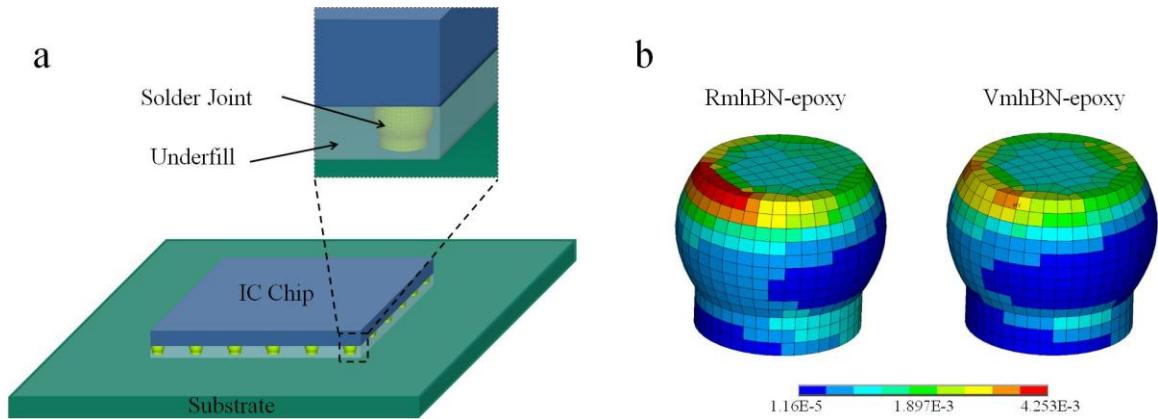 a
Solder Joint
Underfill
IC Chip
Substrate
b
RmhBN-epoxy
VmhBN-epoxy
1.16E-5
1.897E-3
4.253E-3